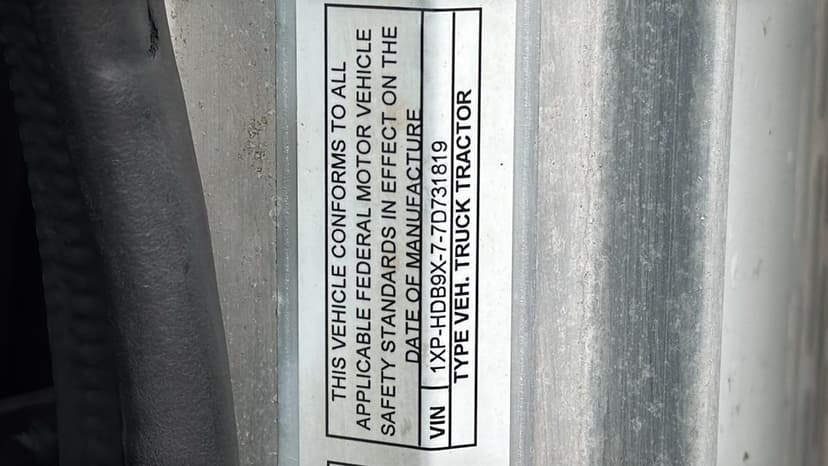 THIS VEHICLE CONFORMS TO ALL
APPLICABLE FEDERAL MOTOR VEHICLE
SAFETY STANDARDS IN EFFECT ON THE
DATE OF MANUFACTURE
VIN 1XP-HDB9X-7-7D731819
TYPE VEH. TRUCK TRACTOR